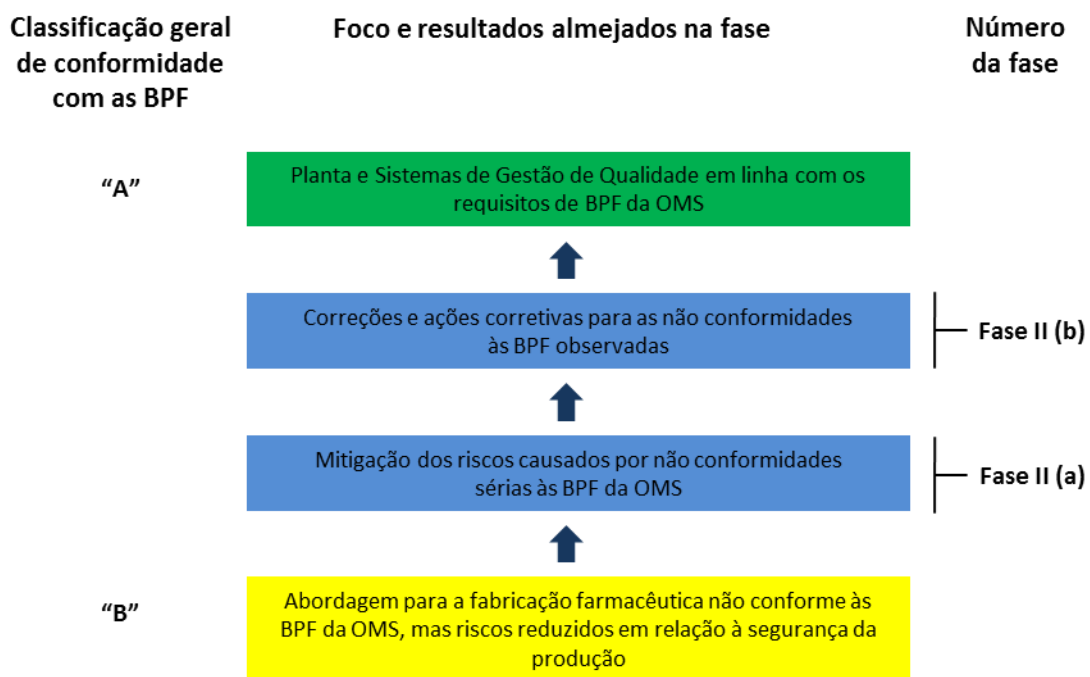 Classificação geral
de conformidade
com as BPF
Foco e resultados almejados na fase
Número
da fase
“A”
Planta e Sistemas de Gestão de Qualidade em linha com os
requisitos de BPF da OMS
Correções e ações corretivas para as não conformidades
às BPF observadas
Fase II (b)
Mitigação dos riscos causados por não conformidades
sérias às BPF da OMS
Fase II (a)
“B”
Abordagem para a fabricação farmacêutica não conforme às
BPF da OMS, mas riscos reduzidos em relação à segurança da
produção